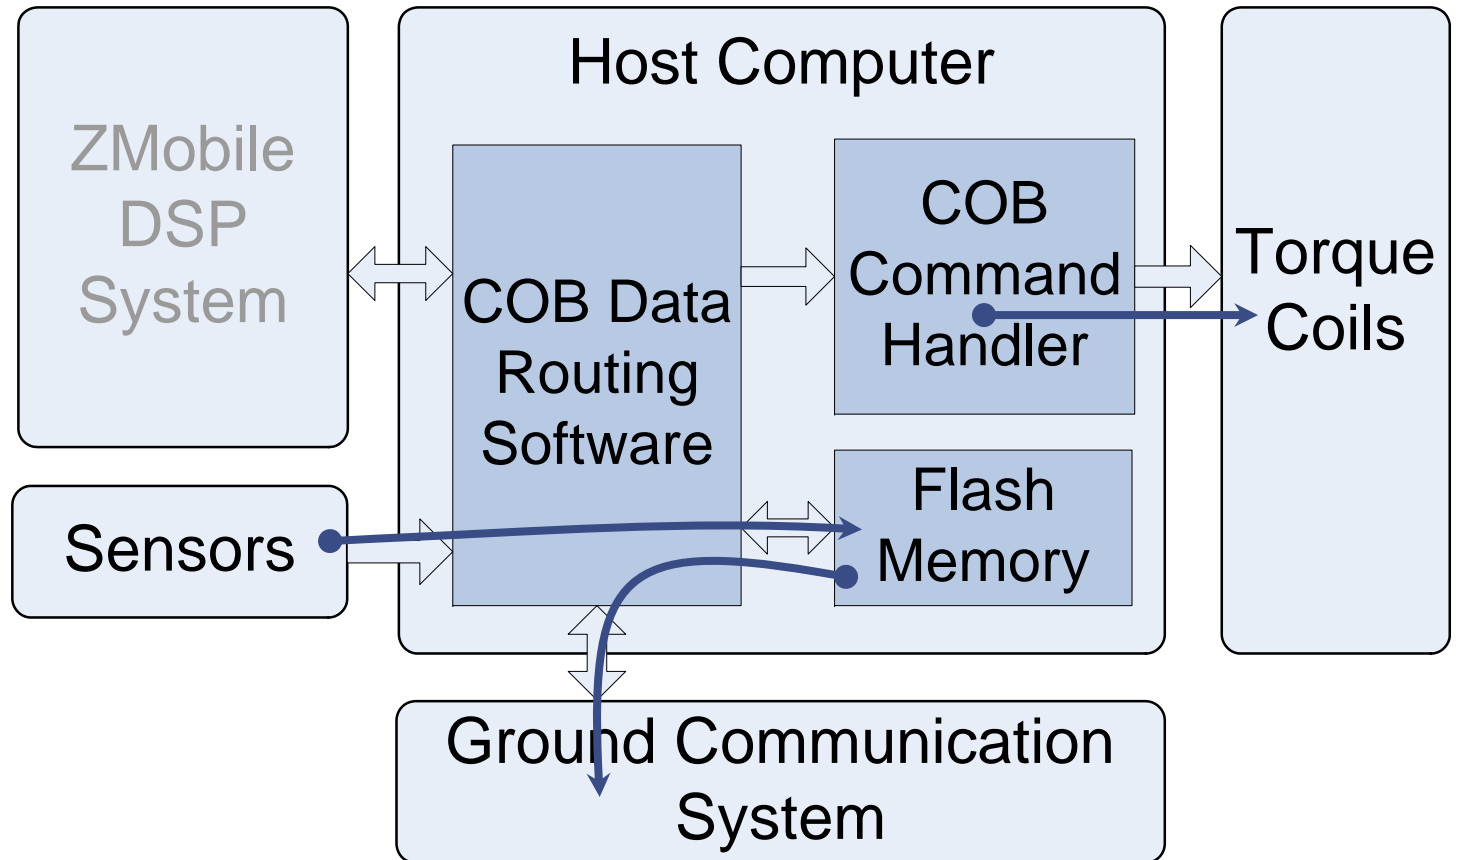 Host Computer
ZMobile
DSP
System
COB Data
Routing
Software
COB
Command
Handler
Torque
Coils
Sensors
Flash
Memory
Ground Communication
System